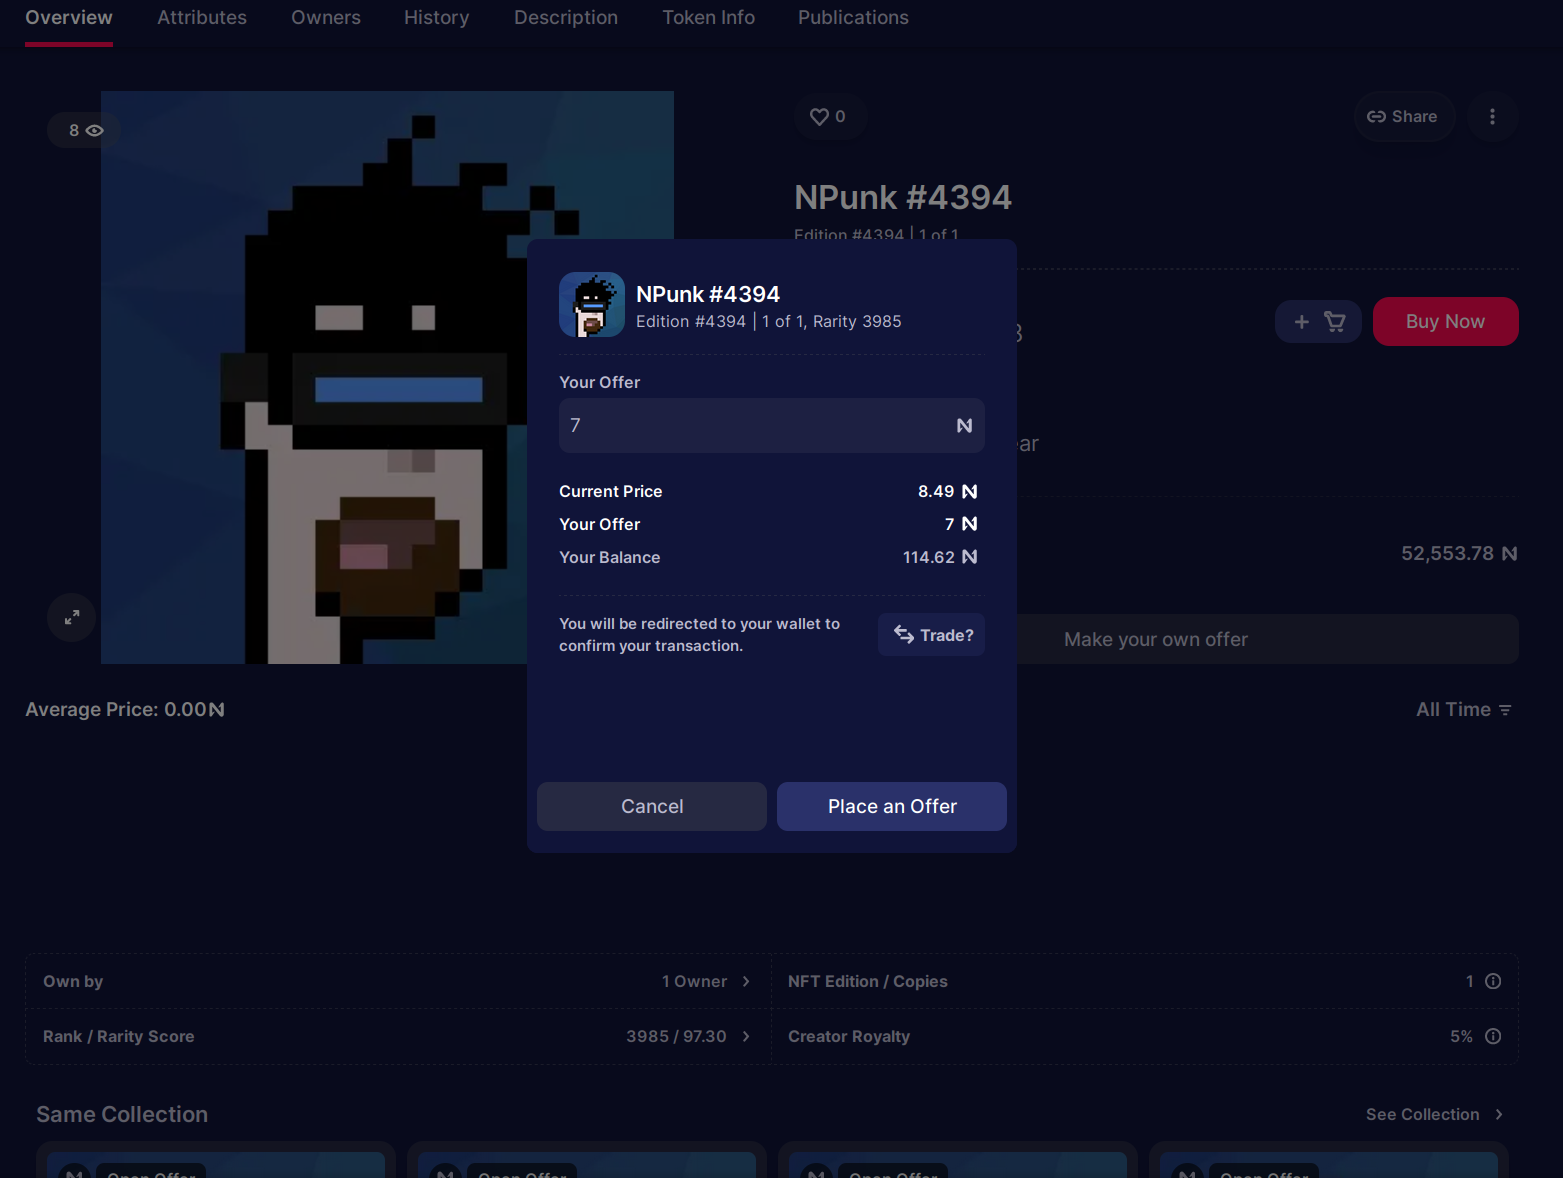 Overview Attributes Owners History Description Token Info Publications
8
0
Share
NPunk #4394
Edition #4394 | 1 of 1
Buy Now
52,553.78
Make your own offer
NPunk #4394
Edition #4394 | 1 of 1, Rarity 3985
Your Offer
7
Current Price 8.49
Your Offer 7
Your Balance 114.62
You will be redirected to your wallet to
confirm your transaction.
Trade?
Cancel Place an Offer
Average Price: 0.00
All Time
Own by 1 Owner
NFT Edition / Copies 1
Rank / Rarity Score 3985 / 97.30
Creator Royalty 5%
Same Collection
See Collection
Open Offer Open Offer Open Offer Open Offer